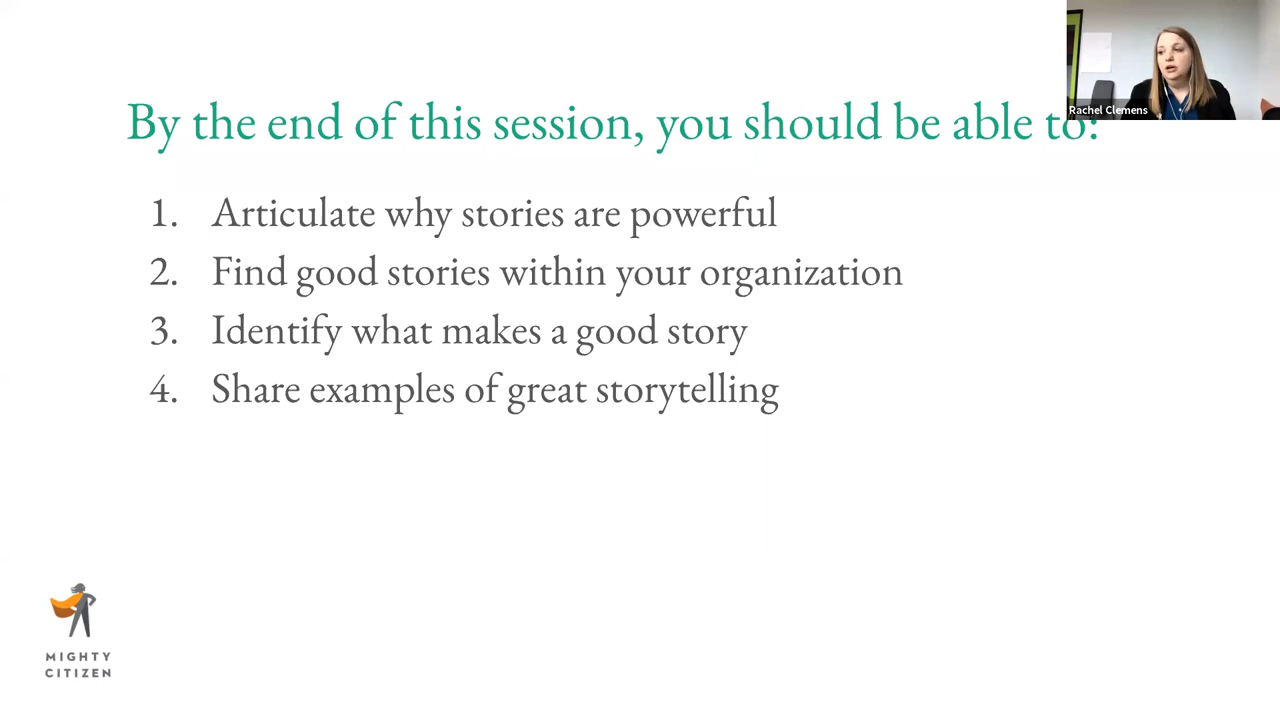 Rachel Clemens
By the end of this session, you should be able to:
1. Articulate why stories are powerful
2. Find good stories within your organization
3. Identify what makes a good story
4. Share examples of great storytelling
MIGHTY
CITIZEN